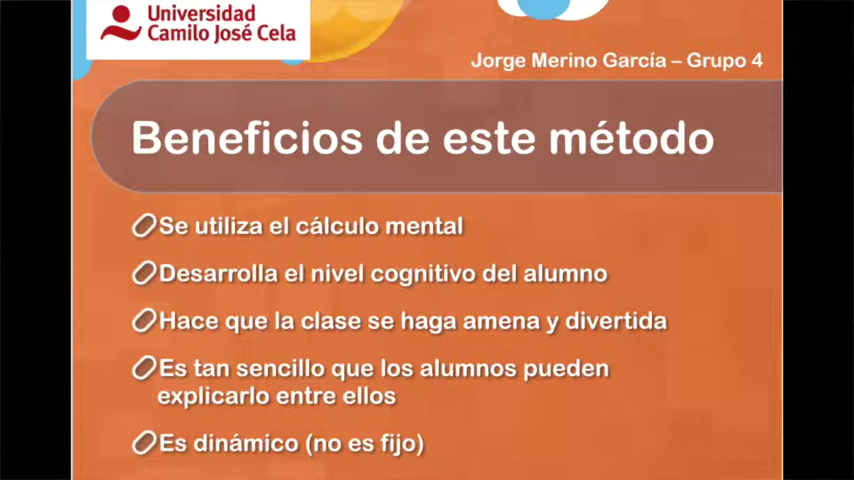 Universidad
Camilo José Cela
Jorge Merino García – Grupo 4
Beneficios de este método
Se utiliza el cálculo mental
Desarrolla el nivel cognitivo del alumno
Hace que la clase se haga amena y divertida
Es tan sencillo que los alumnos pueden
explicarlo entre ellos
Es dinámico (no es fijo)